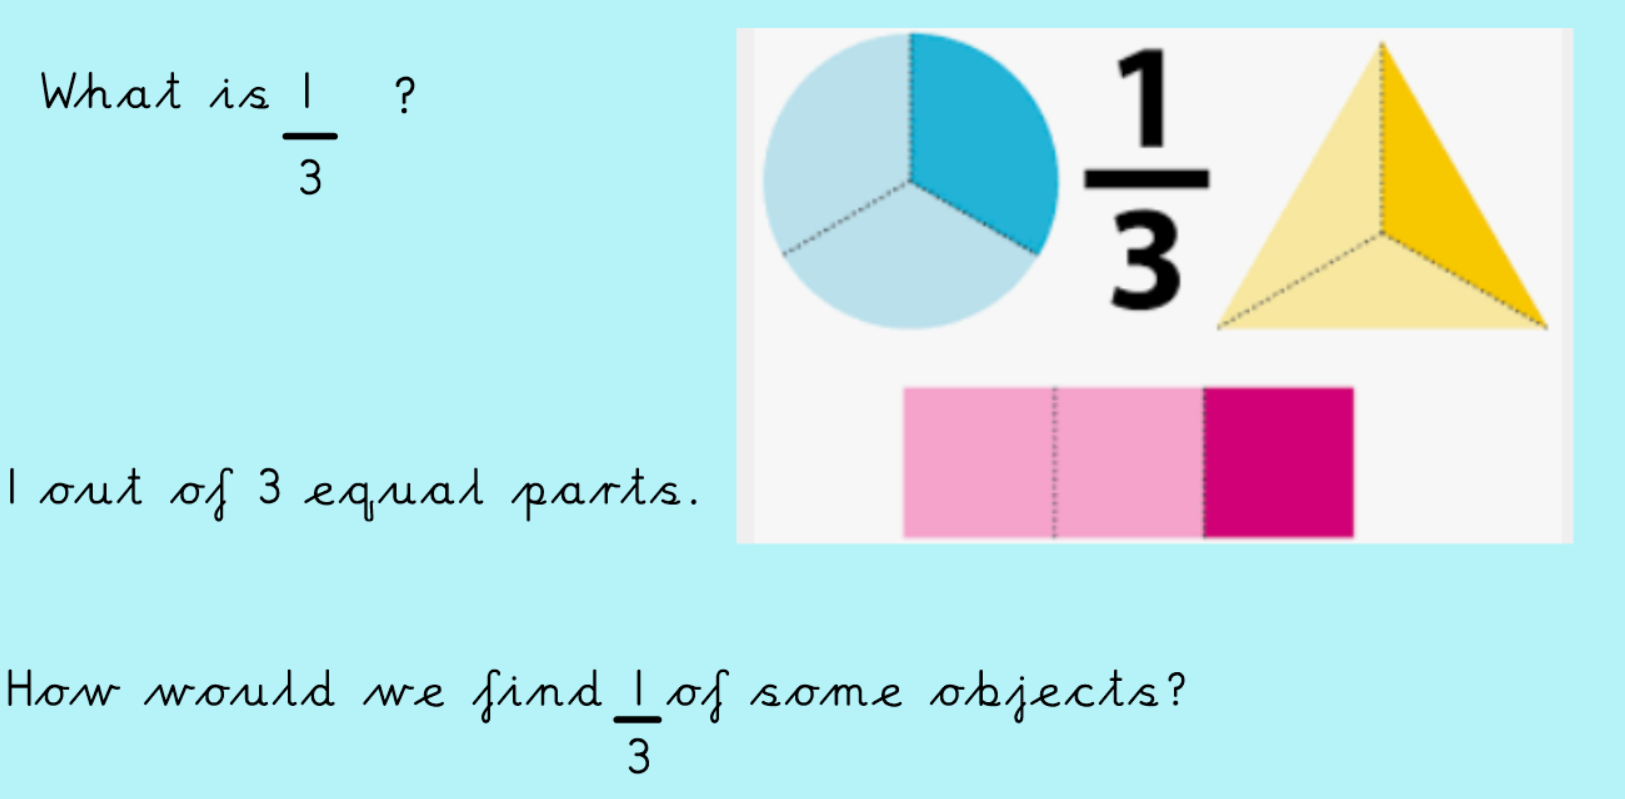 What is 1/3 ?
1
3
1 out of 3 equal parts.
How would we find 1/3 of some objects?